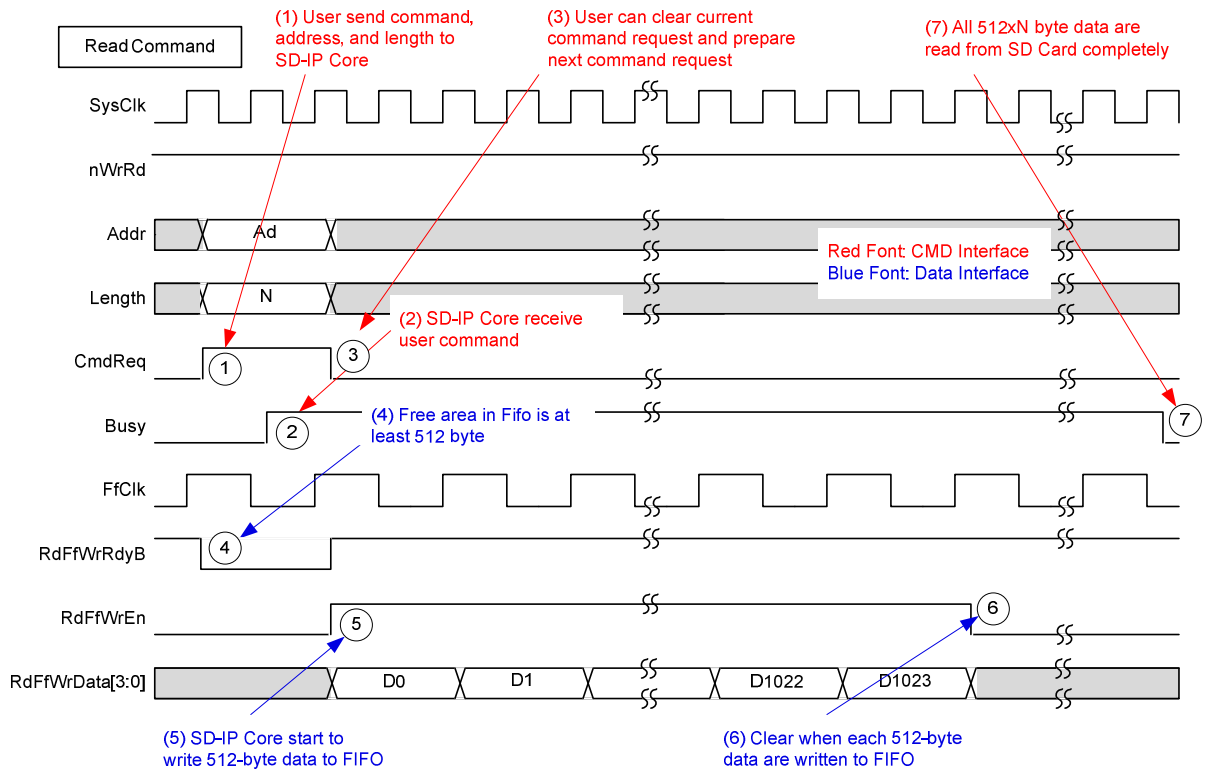 (1) User send command,
address, and length to
SD-IP Core
(3) User can clear current
command request and prepare
next command request
(7) All 512xN byte data are
read from SD Card completely
Read Command
SysClk
nWrRd
Addr
Ad
Red Font: CMD Interface
Blue Font: Data Interface
Length
N
(2) SD-IP Core receive
user command
CmdReq
1
3
Busy
2
(4) Free area in Fifo is at
least 512 byte
7
FfClk
RdFfWrRdyB
4
RdFfWrEn
5
6
RdFfWrData[3:0]
D0
D1
D1022
D1023
(5) SD-IP Core start to
write 512-byte data to FIFO
(6) Clear when each 512-byte
data are written to FIFO